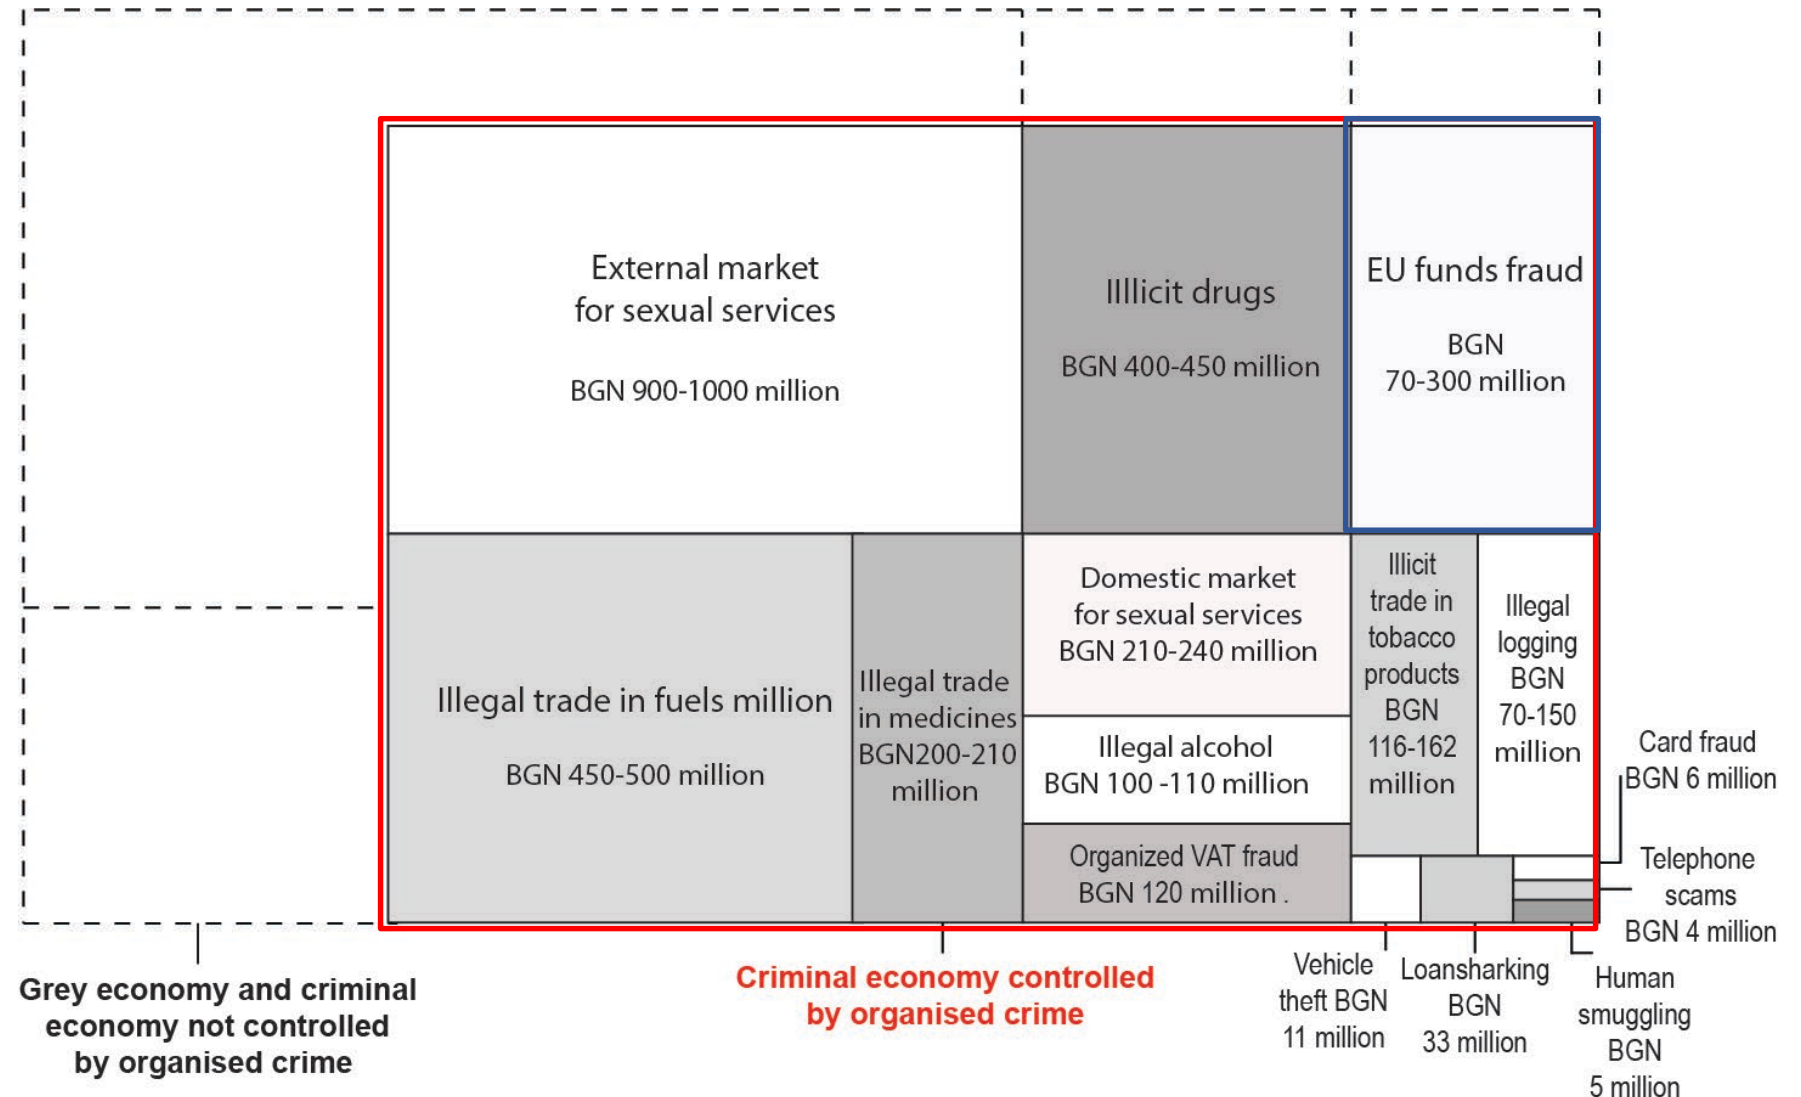 External market
for sexual services
BGN 900-1000 million
IIllicit drugs
BGN 400-450 million
EU funds fraud
BGN
70-300 million
Illegal trade in fuels million
BGN 450-500 million
Illegal trade
in medicines
BGN200-210
million
Domestic market
for sexual services
BGN 210-240 million
Illegal alcohol
BGN 100 -110 million
Organized VAT fraud
BGN 120 million .
Illicit
trade in
tobacco
products
BGN
116-162
million
Illegal
logging
BGN
70-150
million
Card fraud
BGN 6 million
Telephone
scams
BGN 4 million
Grey economy and criminal
economy not controlled
by organised crime
Criminal economy controlled
by organised crime
Vehicle
theft BGN
11 million
Loansharking
BGN
33 million
Human
smuggling
BGN
5 million